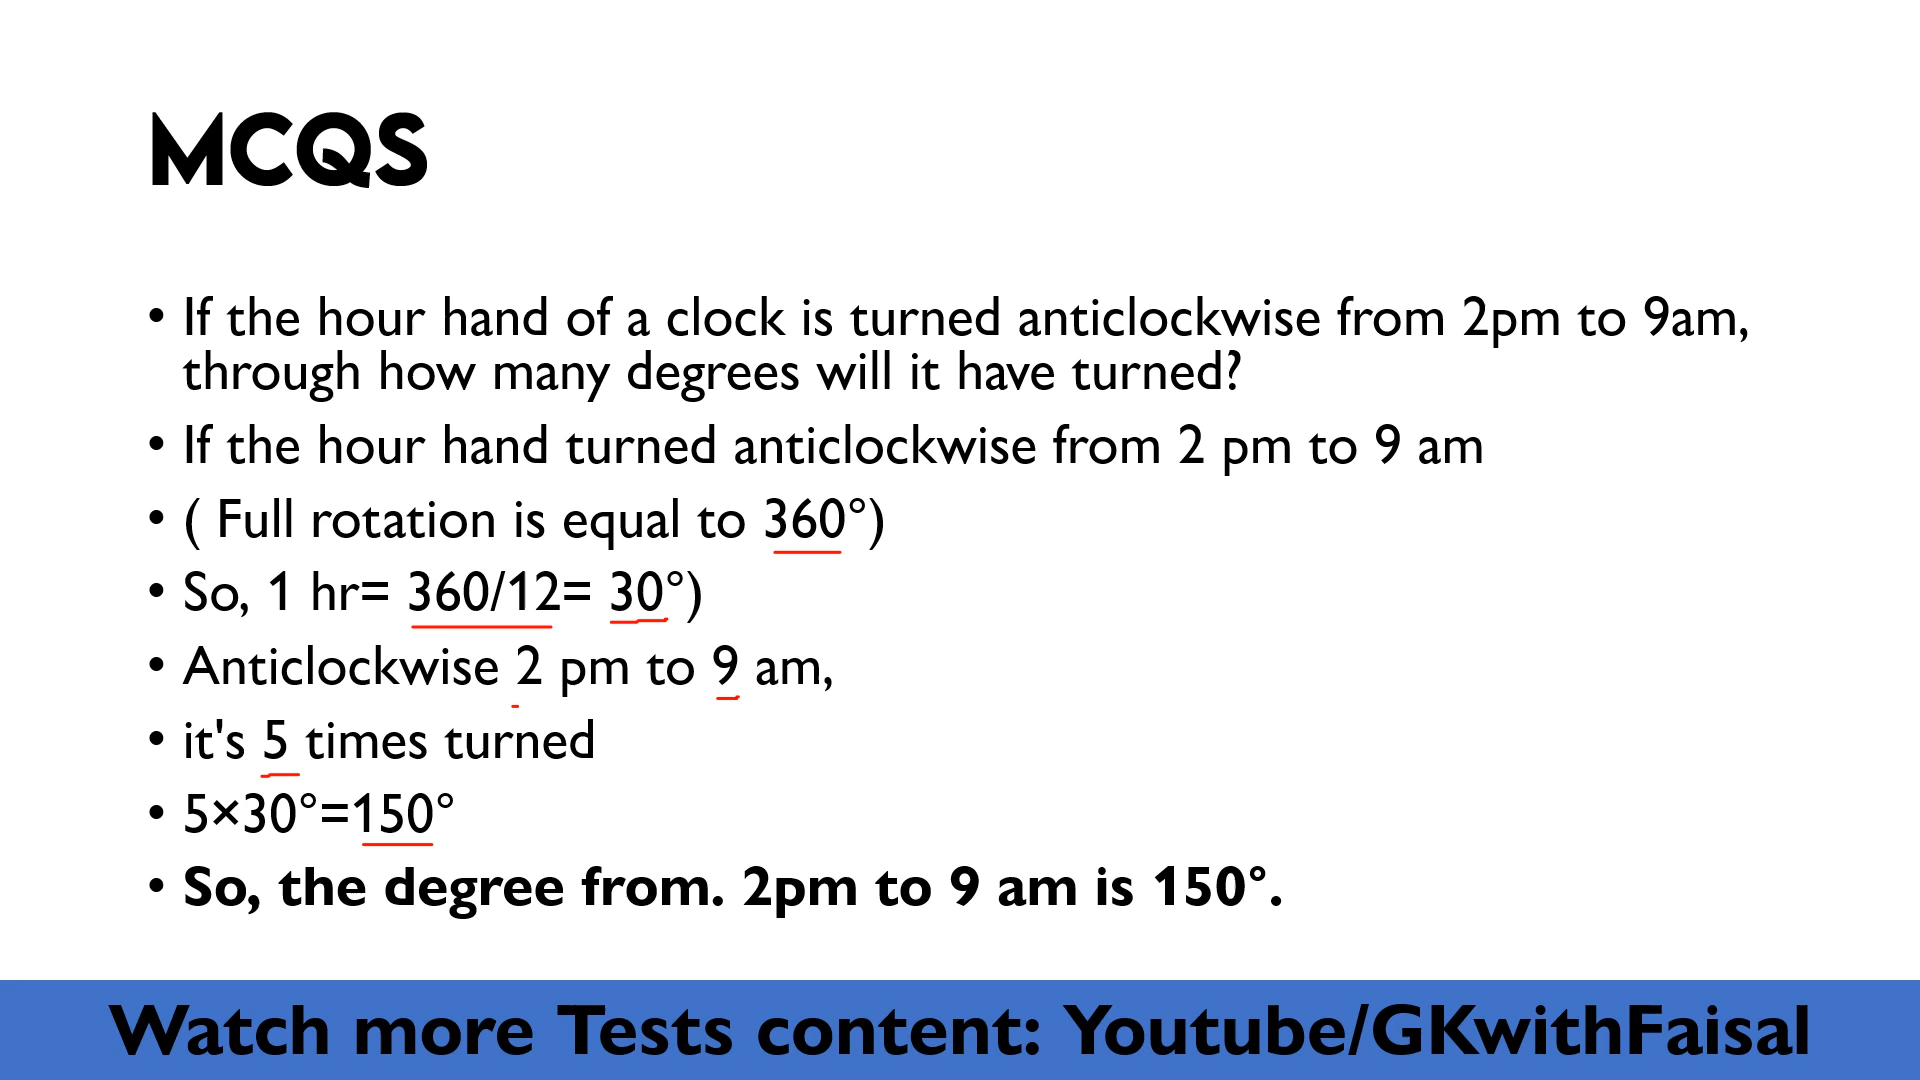 MCQS
• If the hour hand of a clock is turned anticlockwise from 2pm to 9am,
through how many degrees will it have turned?
• If the hour hand turned anticlockwise from 2 pm to 9 am
• ( Full rotation is equal to 360°)
• So, 1 hr= 360/12= 30°)
• Anticlockwise 2 pm to 9 am,
• it's 5 times turned
• 5×30°=150°
• So, the degree from. 2pm to 9 am is 150°.
Watch more Tests content: Youtube/GKwithFaisal